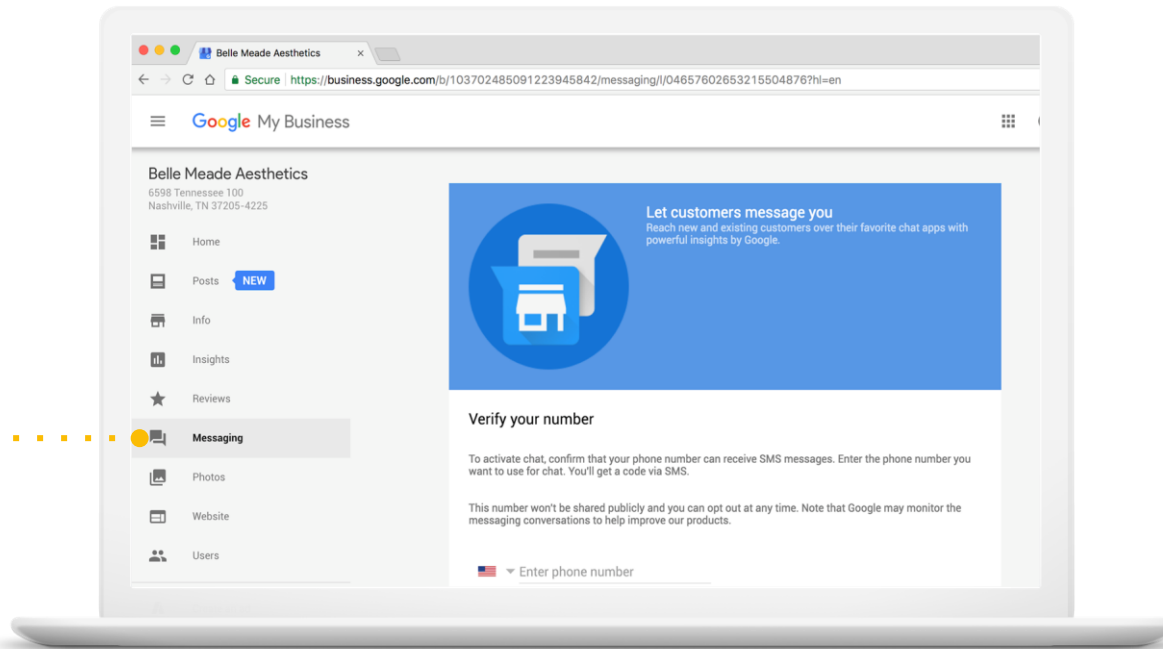 Belle Meade Aesthetics
Secure https://business.google.com/b/103702485091223945842/messaging/l/04657602653215504876?hl=en
Google My Business
Belle Meade Aesthetics
6598 Tennessee 100
Nashville, TN 37205-4225
Home
Posts NEW
Info
Insights
Reviews
Messaging
Photos
Website
Users
Let customers message you
Reach new and existing customers over their favorite chat apps with
powerful insights by Google.
Verify your number
To activate chat, confirm that your phone number can receive SMS messages. Enter the phone number you
want to use for chat. You'll get a code via SMS.
This number won't be shared publicly and you can opt out at any time. Note that Google may monitor the
messaging conversations to help improve our products.
Enter phone number